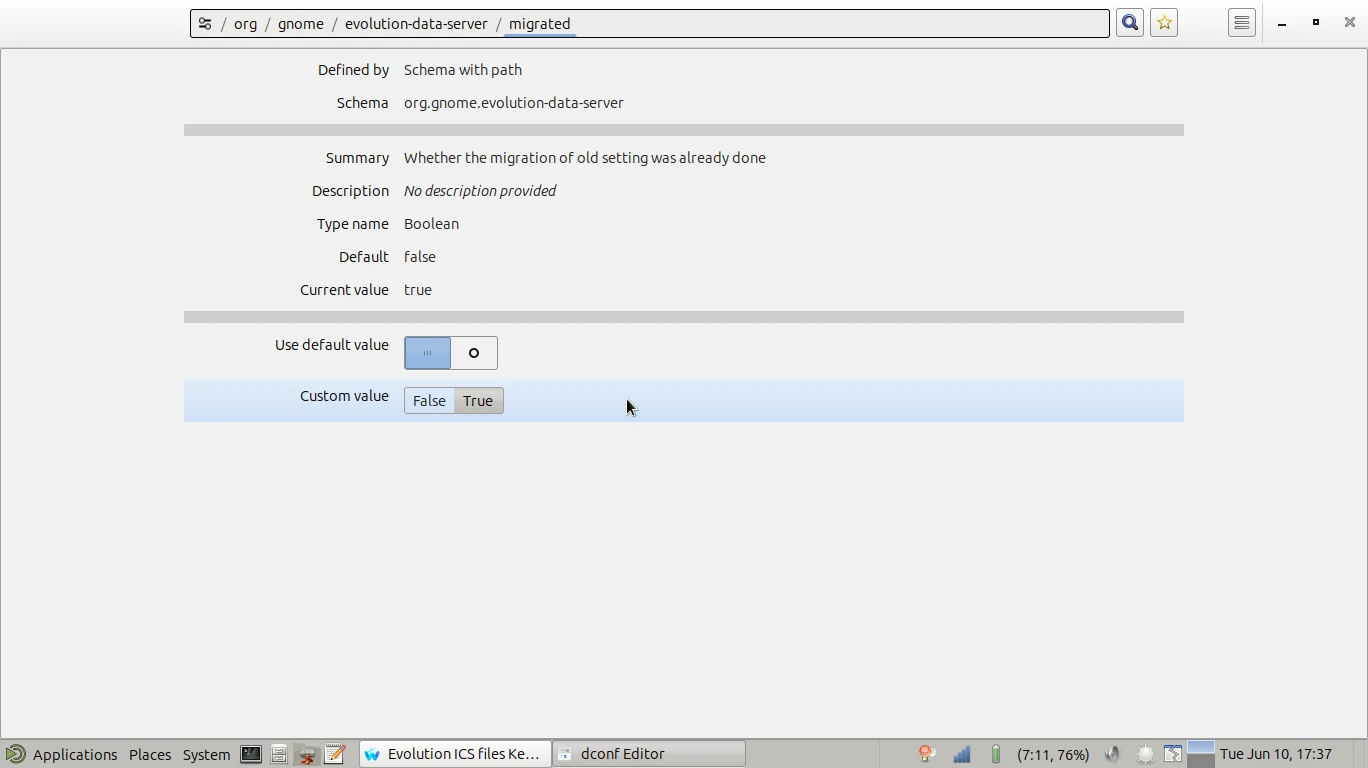 / org / gnome / evolution-data-server / migrated
Defined by Schema with path
Schema org.gnome.evolution-data-server
Summary Whether the migration of old setting was already done
Description No description provided
Type name Boolean
Default false
Current value true
Use default value
Custom value False True
Applications Places System Evolution ICS files Ke... dconf Editor (7:11, 76%) Tue Jun 10, 17:37